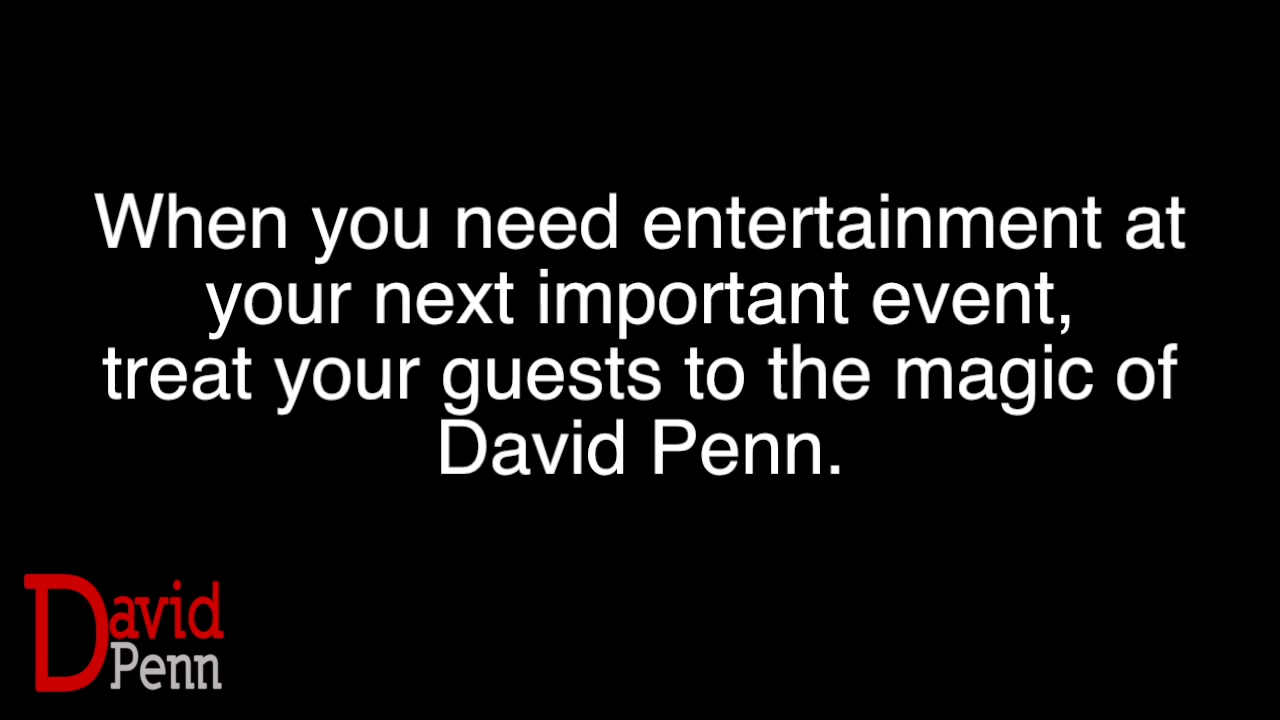 When you need entertainment at
your next important event,
treat your guests to the magic of
David Penn.
David
Penn